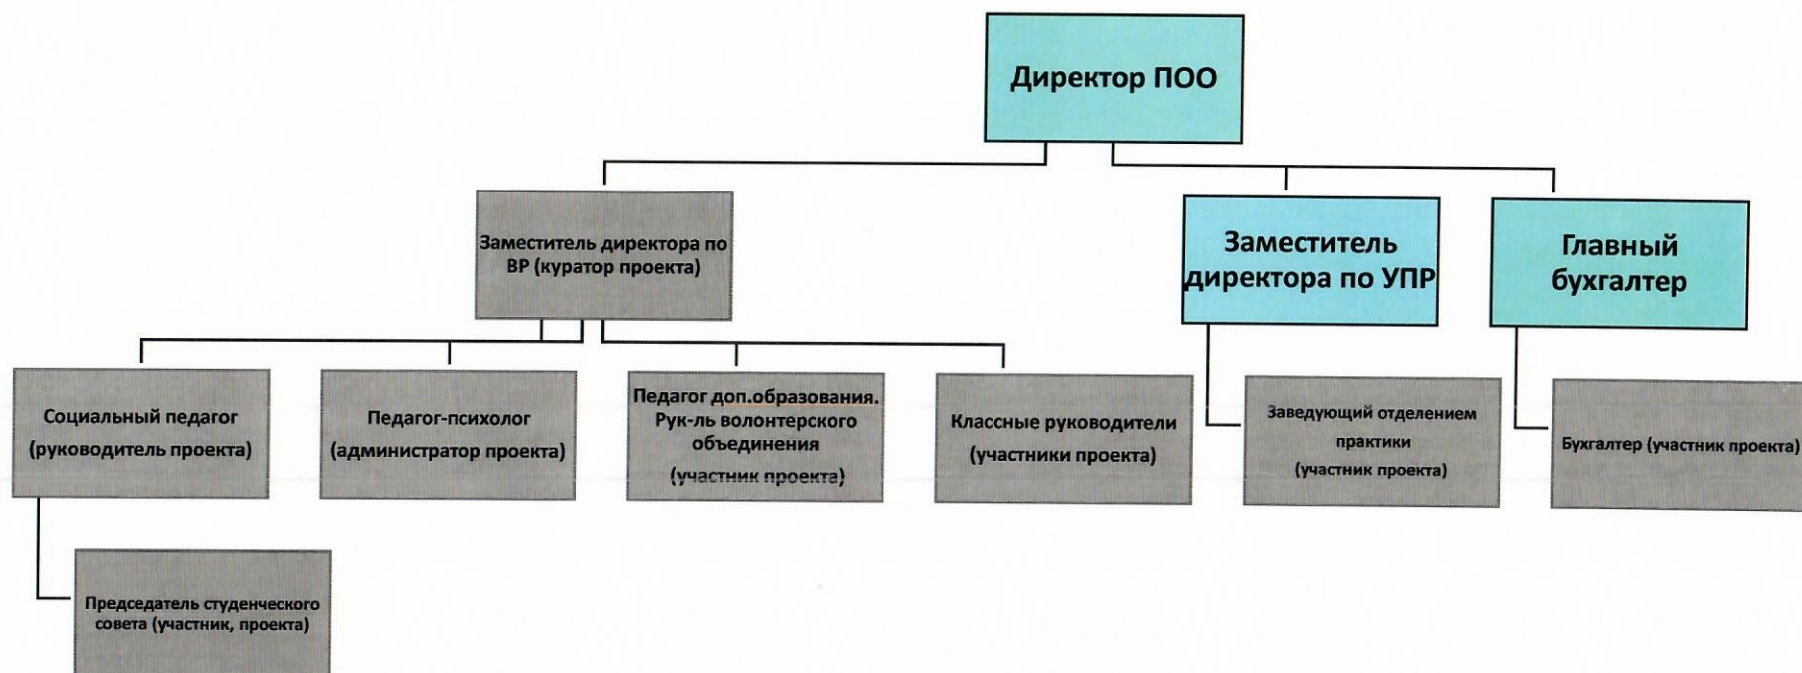 Директор ПОО
Заместитель директора по
ВР (куратор проекта)
Заместитель
директора по УПР
Главный
бухгалтер
Социальный педагог
(руководитель проекта)
Педагог-психолог
(администратор проекта)
Педагог доп.образования.
Рук-ль волонтерского
объединения
(участник проекта)
Классные руководители
(участники проекта)
Заведующий отделением
практики
(участник проекта)
Бухгалтер (участник проекта)
Председатель студенческого
совета (участник, проекта)